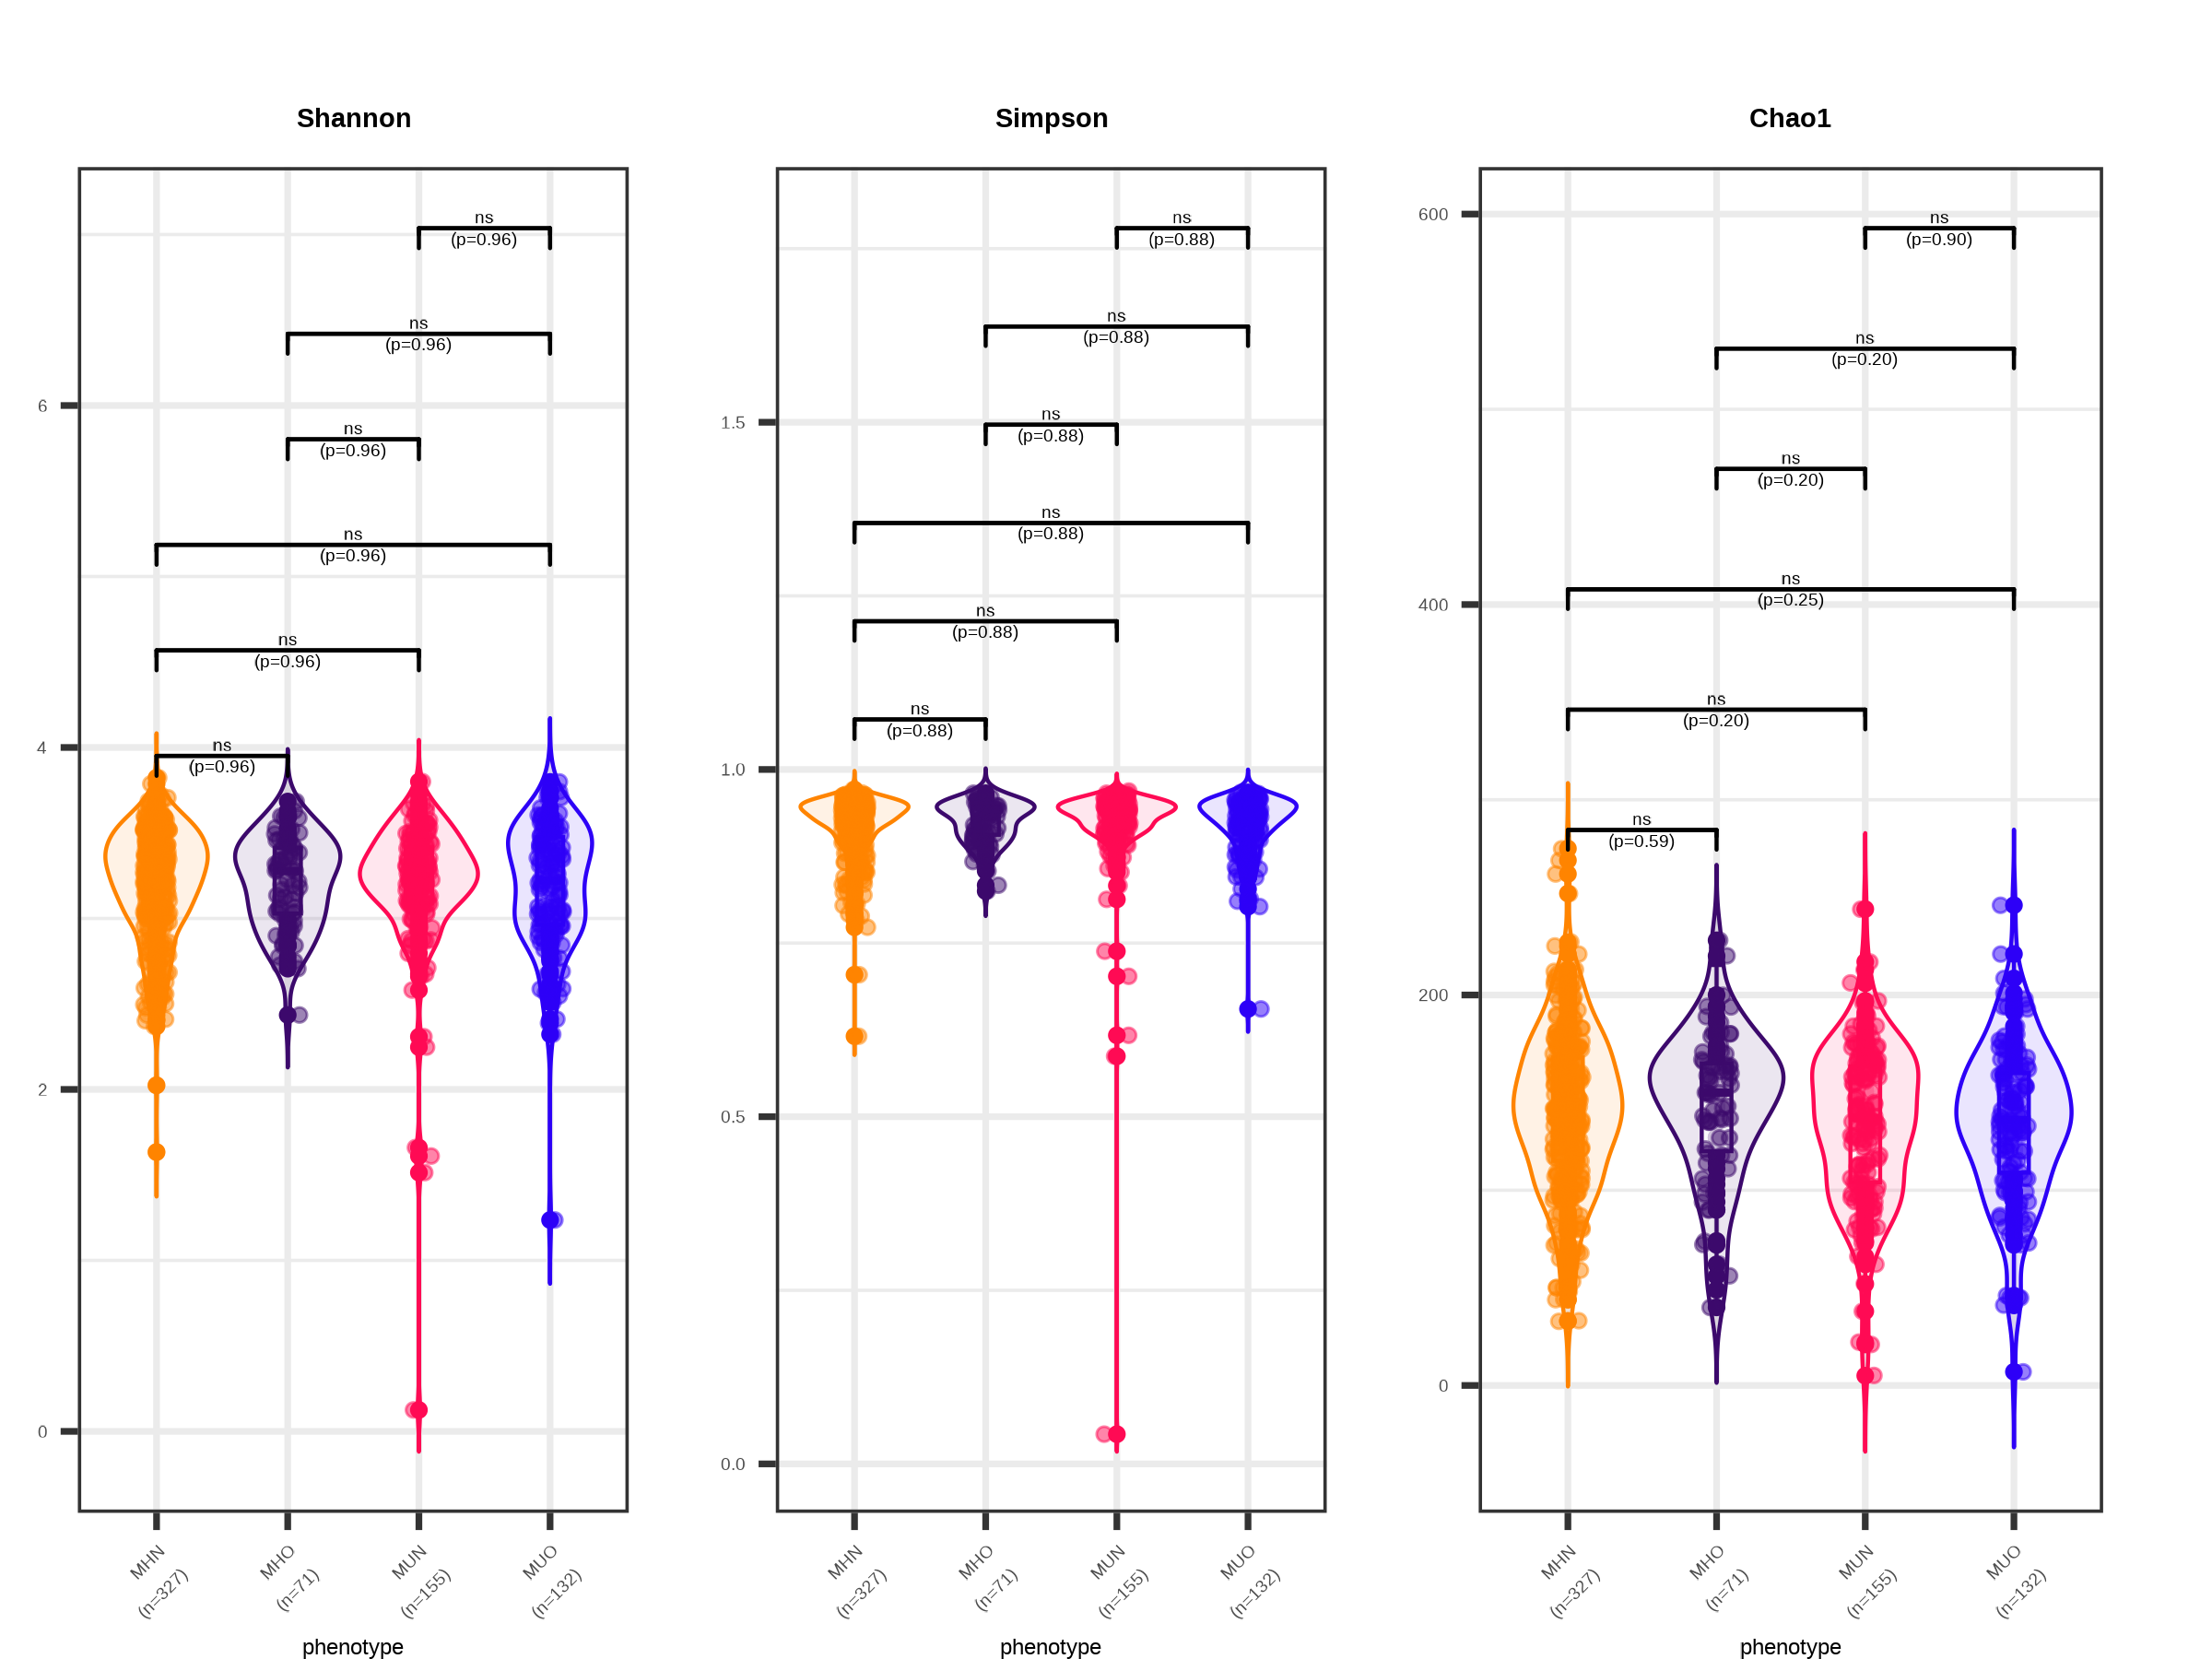 Shannon
Simpson
Chao1
ns
(p=0.96)
ns
(p=0.96)
ns
(p=0.96)
ns
(p=0.96)
ns
(p=0.96)
ns
(p=0.96)
6
4
2
0
MHN
(n=327)
MHO
(n=71)
MUN
(n=155)
MUO
(n=132)
phenotype
ns
(p=0.88)
ns
(p=0.88)
ns
(p=0.88)
ns
(p=0.88)
ns
(p=0.88)
ns
(p=0.88)
1.5
1.0
0.5
0.0
MHN
(n=327)
MHO
(n=71)
MUN
(n=155)
MUO
(n=132)
phenotype
ns
(p=0.90)
ns
(p=0.20)
ns
(p=0.20)
ns
(p=0.25)
ns
(p=0.20)
ns
(p=0.59)
600
400
200
0
MHN
(n=327)
MHO
(n=71)
MUN
(n=155)
MUO
(n=132)
phenotype